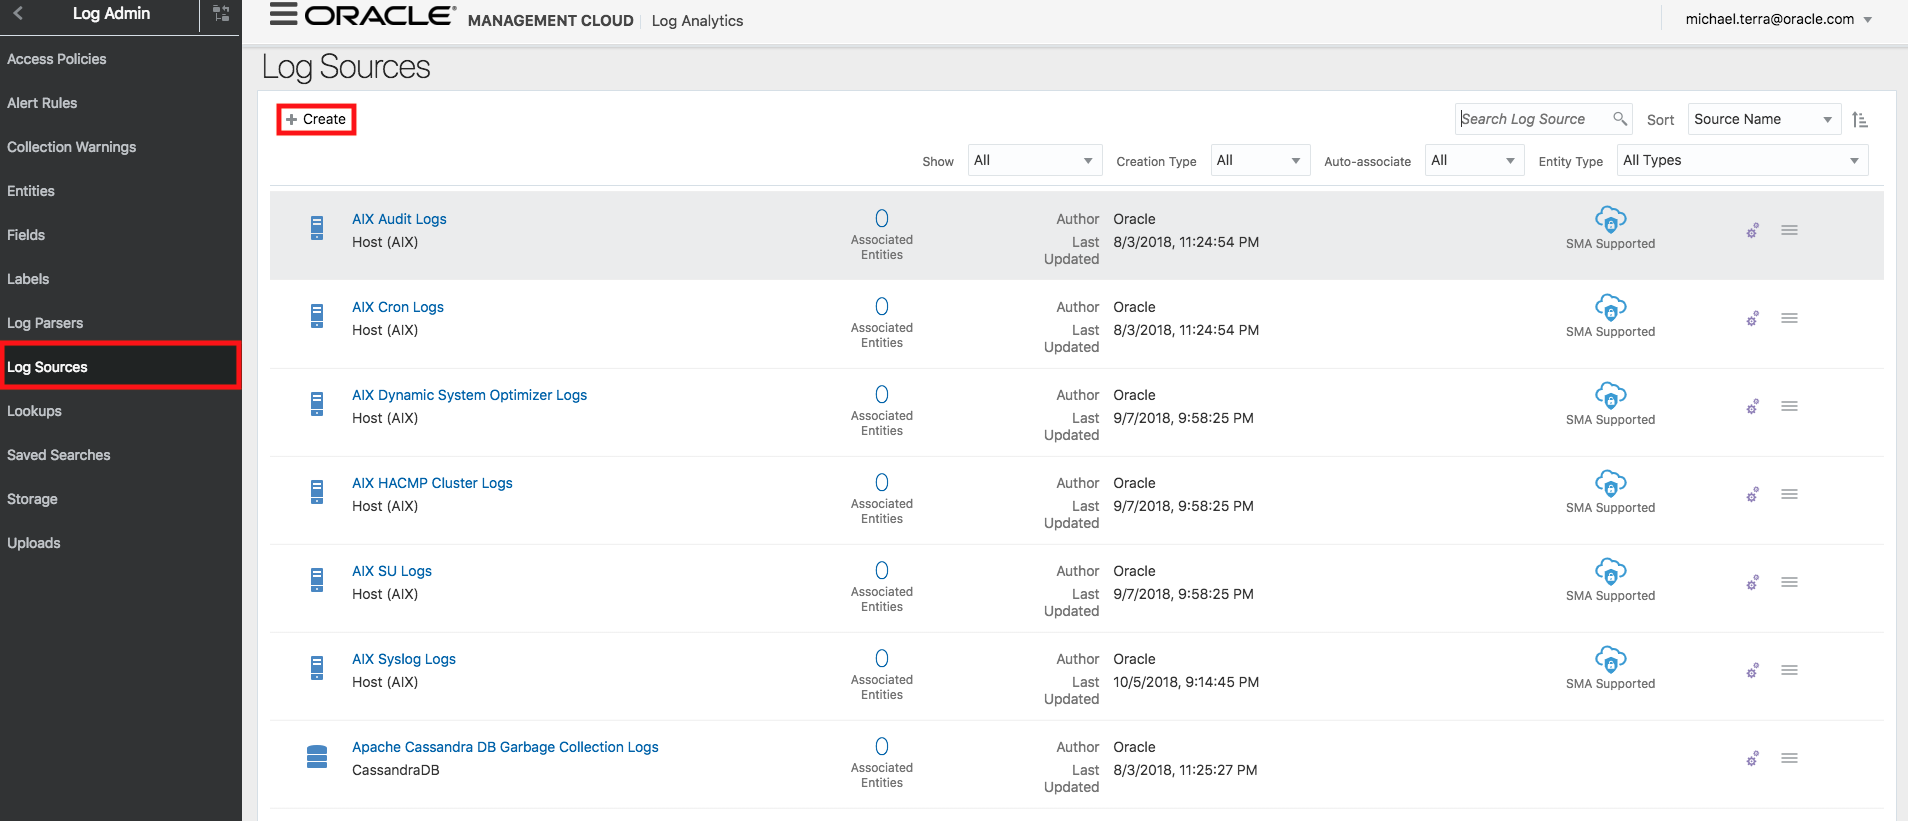 Log Admin
ORACLE® MANAGEMENT CLOUD Log Analytics
michael.terra@oracle.com
Access Policies
Alert Rules
Collection Warnings
Entities
Fields
Labels
Log Parsers
Log Sources
Lookups
Saved Searches
Storage
Uploads
Log Sources
+ Create
Search Log Source
Sort
Source Name
Show
All
Creation Type
All
Auto-associate
All
Entity Type
All Types
AIX Audit Logs
Host (AIX)
0
Associated
Entities
Author Oracle
Last 8/3/2018, 11:24:54 PM
Updated
SMA Supported
AIX Cron Logs
Host (AIX)
0
Associated
Entities
Author Oracle
Last 8/3/2018, 11:24:54 PM
Updated
SMA Supported
AIX Dynamic System Optimizer Logs
Host (AIX)
0
Associated
Entities
Author Oracle
Last 9/7/2018, 9:58:25 PM
Updated
SMA Supported
AIX HACMP Cluster Logs
Host (AIX)
0
Associated
Entities
Author Oracle
Last 9/7/2018, 9:58:25 PM
Updated
SMA Supported
AIX SU Logs
Host (AIX)
0
Associated
Entities
Author Oracle
Last 9/7/2018, 9:58:25 PM
Updated
SMA Supported
AIX Syslog Logs
Host (AIX)
0
Associated
Entities
Author Oracle
Last 10/5/2018, 9:14:45 PM
Updated
SMA Supported
Apache Cassandra DB Garbage Collection Logs
CassandraDB
0
Associated
Entities
Author Oracle
Last 8/3/2018, 11:25:27 PM
Updated